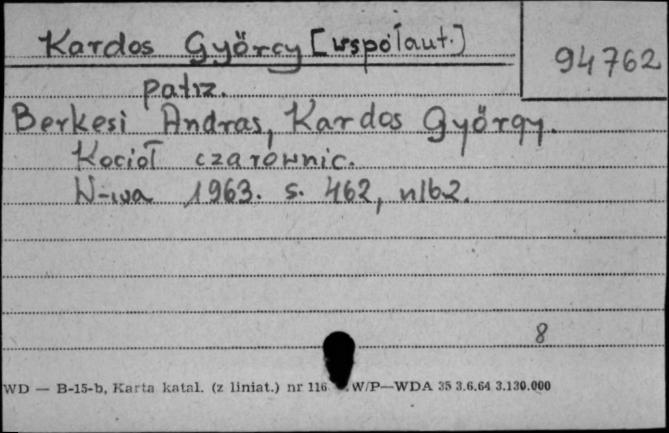 Kardos György [współaut.]
94762
patrz.
Berkesi Andras, Kardos György.
Kocioł czarownic.
W-wa 1963. s. 462, nlb2.
8
WD — B-15-b, Karta katal. (z liniat.) nr 116 W/P—WDA 35 3.6.64 3.130.000